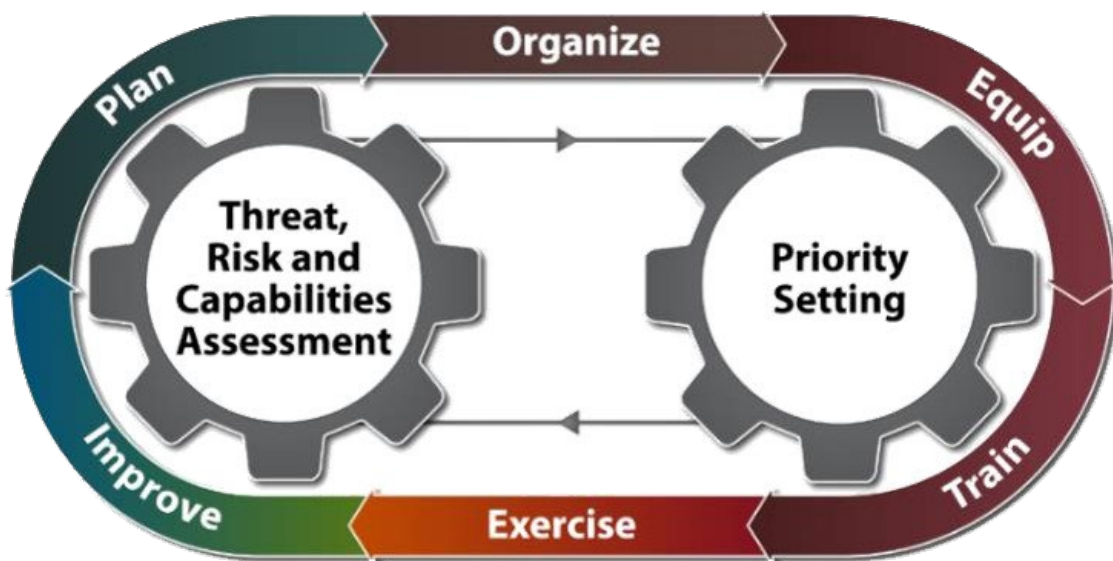 Plan
Organize
Equip
Threat,
Risk and
Capabilities
Assessment
Priority
Setting
Improve
Exercise
Train